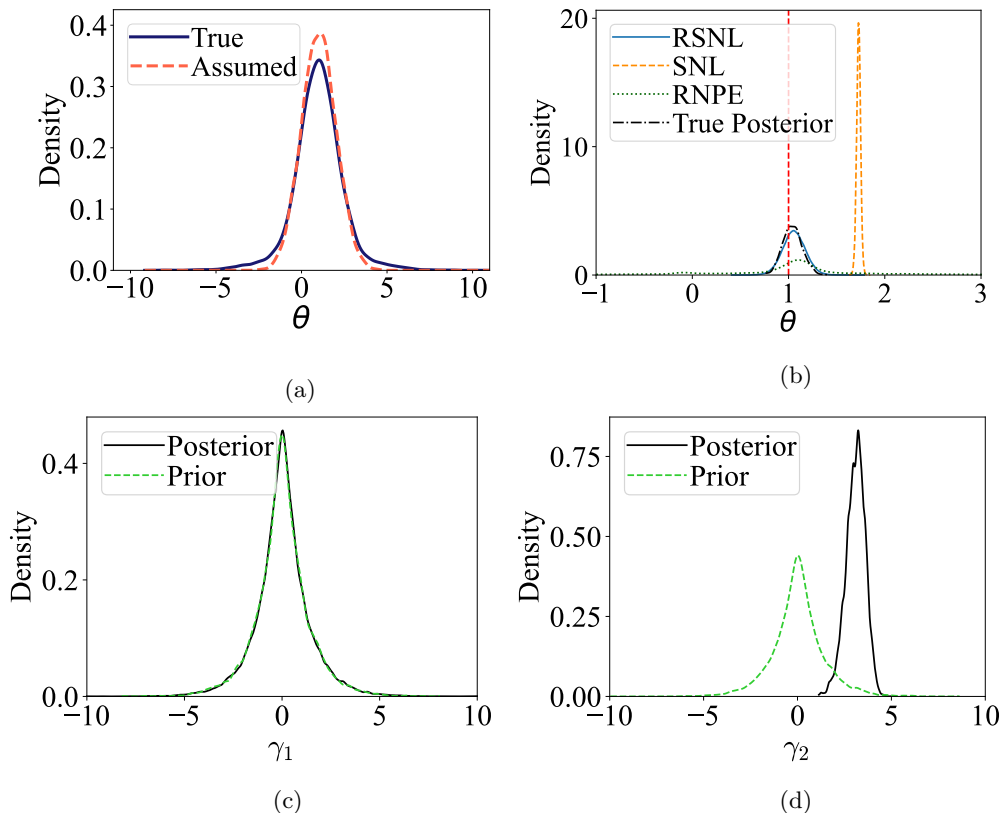 0.4
0.3
0.2
0.1
0.0
Density
True
Assumed
−10 −5 0 5 10
θ
(a)
20
10
0
Density
RSNL
SNL
RNPE
True Posterior
−1 0 1 2 3
θ
(b)
0.4
0.2
0.0
Density
Posterior
Prior
−10 −5 0 5 10
γ1
(c)
0.75
0.50
0.25
0.00
Density
Posterior
Prior
−10 −5 0 5 10
γ2
(d)